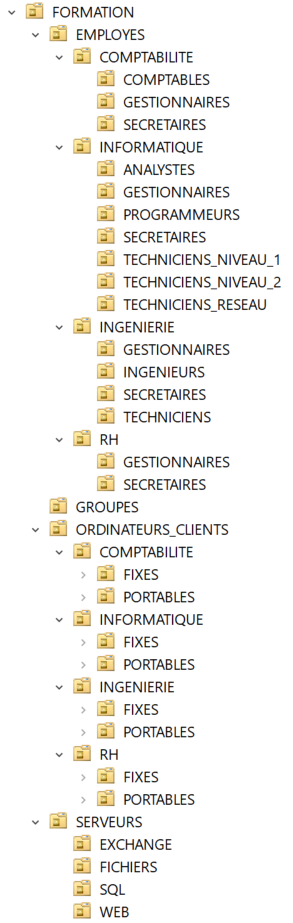 FORMATION
EMPLOYES
COMPTABILITE
COMPTABLES
GESTIONNAIRES
SECRETAIRES
INFORMATIQUE
ANALYSTES
GESTIONNAIRES
PROGRAMMEURS
SECRETAIRES
TECHNICIENS_NIVEAU_1
TECHNICIENS_NIVEAU_2
TECHNICIENS_RESEAU
INGENIERIE
GESTIONNAIRES
INGENIEURS
SECRETAIRES
TECHNICIENS
RH
GESTIONNAIRES
SECRETAIRES
GROUPES
ORDINATEURS_CLIENTS
COMPTABILITE
FIXES
PORTABLES
INFORMATIQUE
FIXES
PORTABLES
INGENIERIE
FIXES
PORTABLES
RH
FIXES
PORTABLES
SERVEURS
EXCHANGE
FICHIERS
SQL
WEB